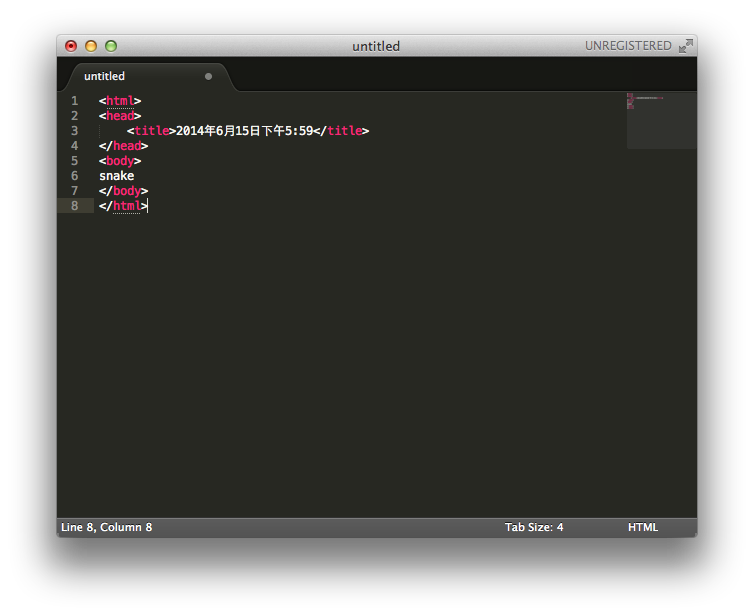 untitled
UNREGISTERED
untitled
1 <html>
2 <head>
3     <title>2014年6月15日下午5:59</title>
4 </head>
5 <body>
6 snake
7 </body>
8 </html>
Line 8, Column 8
Tab Size: 4
HTML